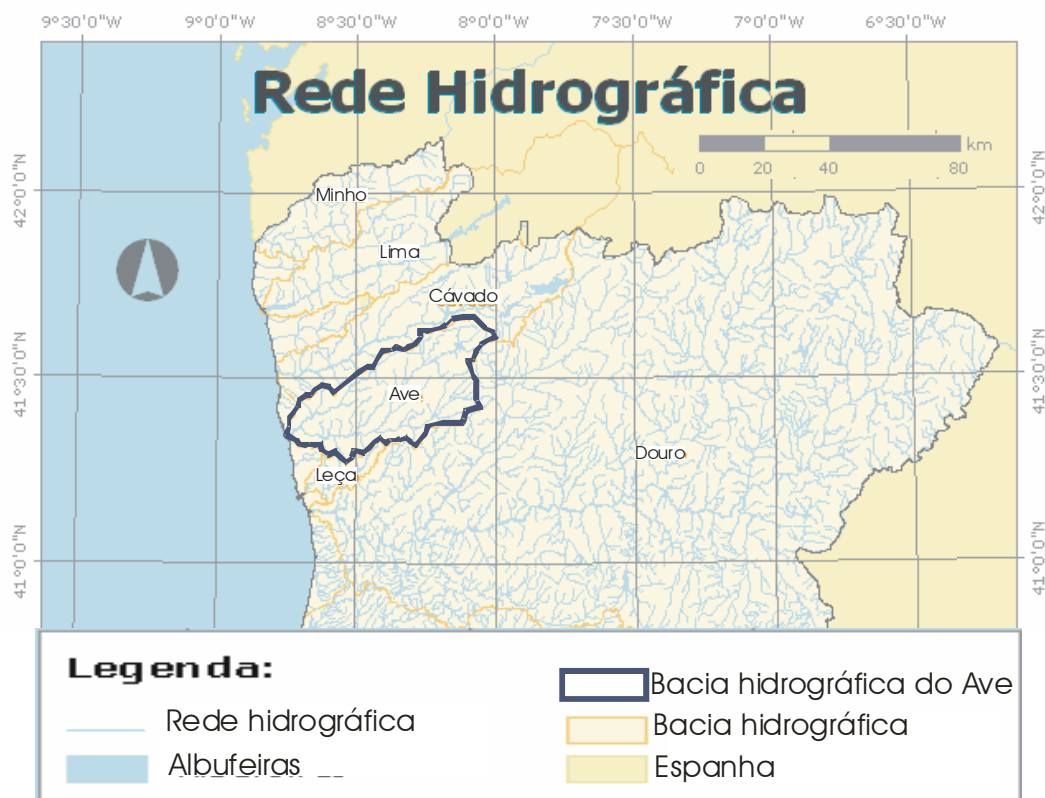 9°30'0"W 9°0'0"W 8°30'0"W 8°0'0"W 7°30'0"W 7°0'0"W 6°30'0"W
Rede Hidrográfica
km
0 20 40 80
42°0'0"N
42°0'0"N
Minho
Lima
Cávado
41°30'0"N
41°30'0"N
Ave
Douro
Leça
41°0'0"N
41°0'0"N
Legenda:
Rede hidrográfica
Albufeiras
Bacia hidrográfica do Ave
Bacia hidrográfica
Espanha